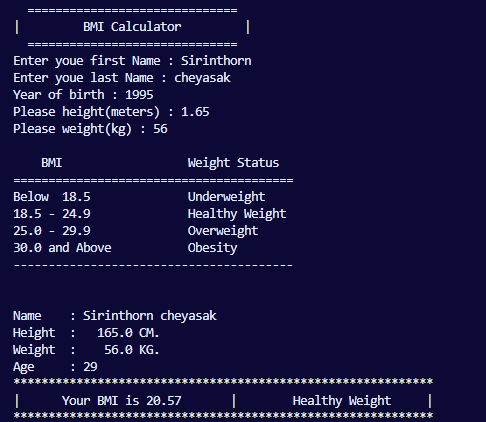 ==============================
|         BMI Calculator         |
==============================
Enter youe first Name : Sirinthorn
Enter youe last Name : cheyasak
Year of birth : 1995
Please height(meters) : 1.65
Please weight(kg) : 56
BMI                  Weight Status
========================================
Below  18.5              Underweight
18.5 - 24.9              Healthy Weight
25.0 - 29.9              Overweight
30.0 and Above           Obesity
----------------------------------------
Name    : Sirinthorn cheyasak
Height  :   165.0 CM.
Weight  :    56.0 KG.
Age     : 29
************************************************************
|      Your BMI is 20.57       |        Healthy Weight     |
************************************************************